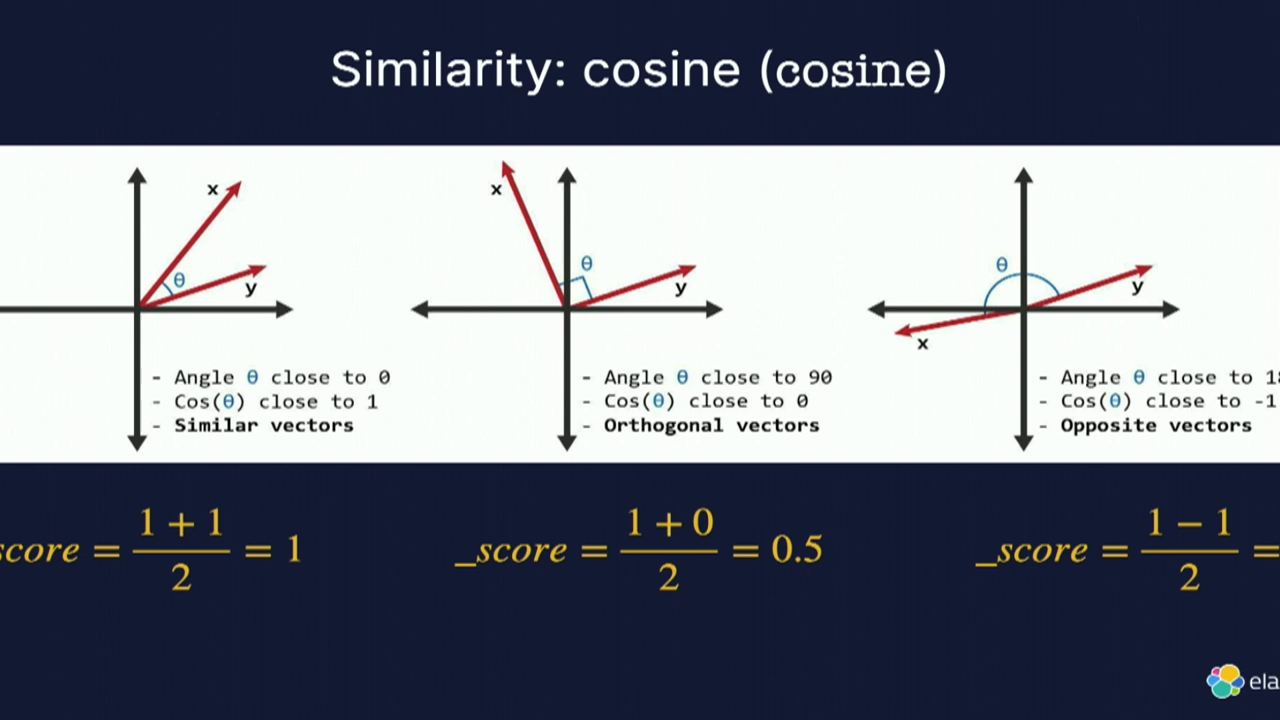 Similarity: cosine (cosine)
x
θ
y
- Angle θ close to 0
- Cos(θ) close to 1
- Similar vectors
x
θ
y
- Angle θ close to 90
- Cos(θ) close to 0
- Orthogonal vectors
θ
y
x
- Angle θ close to
- Cos(θ) close to -1
- Opposite vectors
score = (1 + 1)/2 = 1
_score = (1 + 0)/2 = 0.5
_score = (1 − 1)/2 =
ela